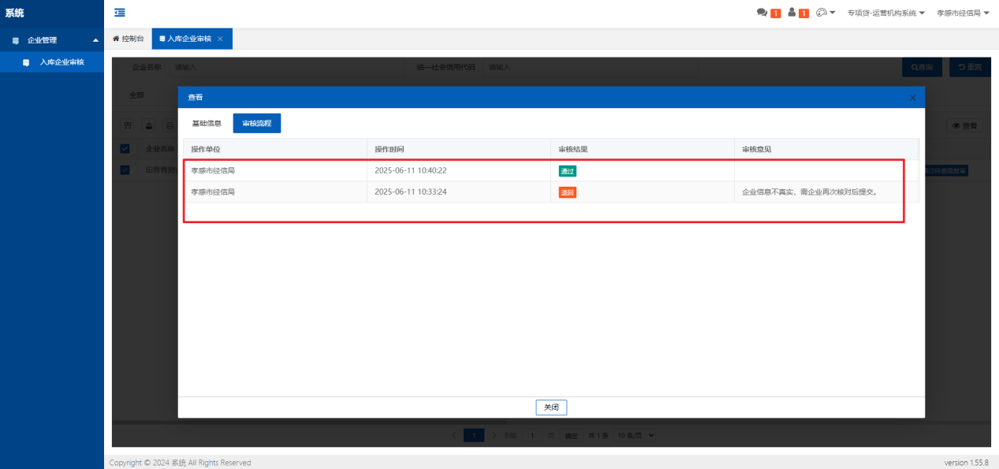 系统
1
1
专项贷-运营机构系统
孝感市经信局
企业管理
控制台
入库企业审核
入库企业审核
企业名称
请输入
统一社会信用代码
请输入
查询
重置
全部
查看
基础信息
审核流程
查看
企业名称
操作单位
操作时间
审核结果
审核意见
孝感市经信局
2025-06-11 10:40:22
通过
孝感市经信局
2025-06-11 10:33:24
退回
企业信息不真实，需企业再次核对后提交。
关闭
1
到第
1
页
确定
共 1 条
10 条/页
Copyright © 2024 系统 All Rights Reserved
version 1.55.8